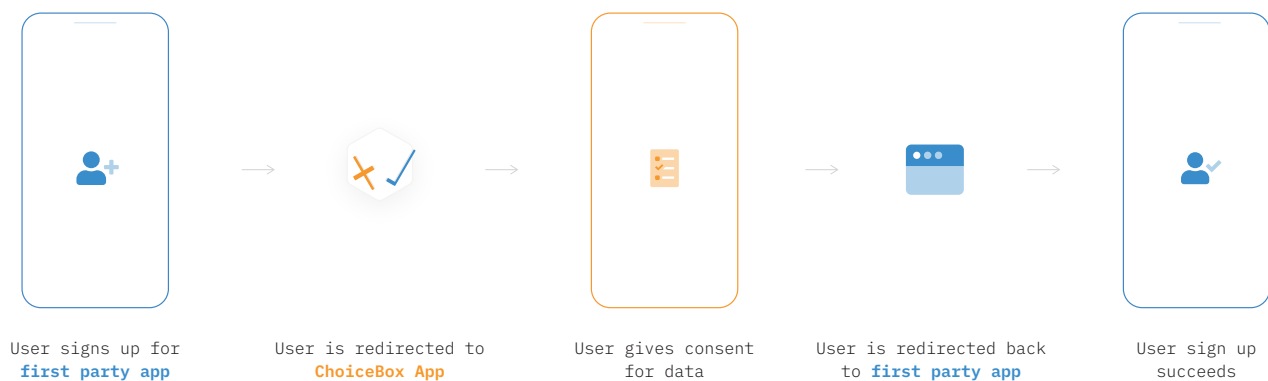 User signs up for
first party app
User is redirected to
ChoiceBox App
User gives consent
for data
User is redirected back
to first party app
User sign up
succeeds